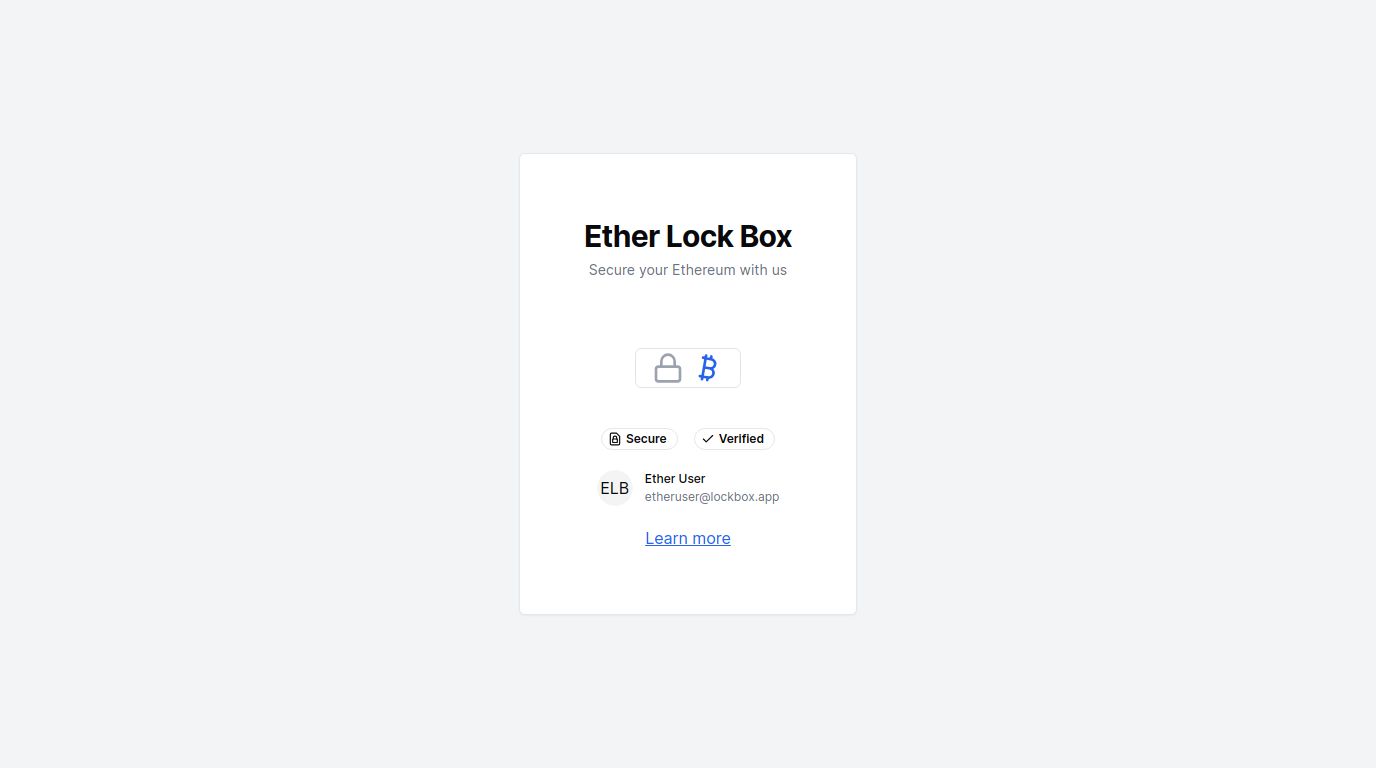 Ether Lock Box
Secure your Ethereum with us
Secure
Verified
ELB
Ether User
etheruser@lockbox.app
Learn more